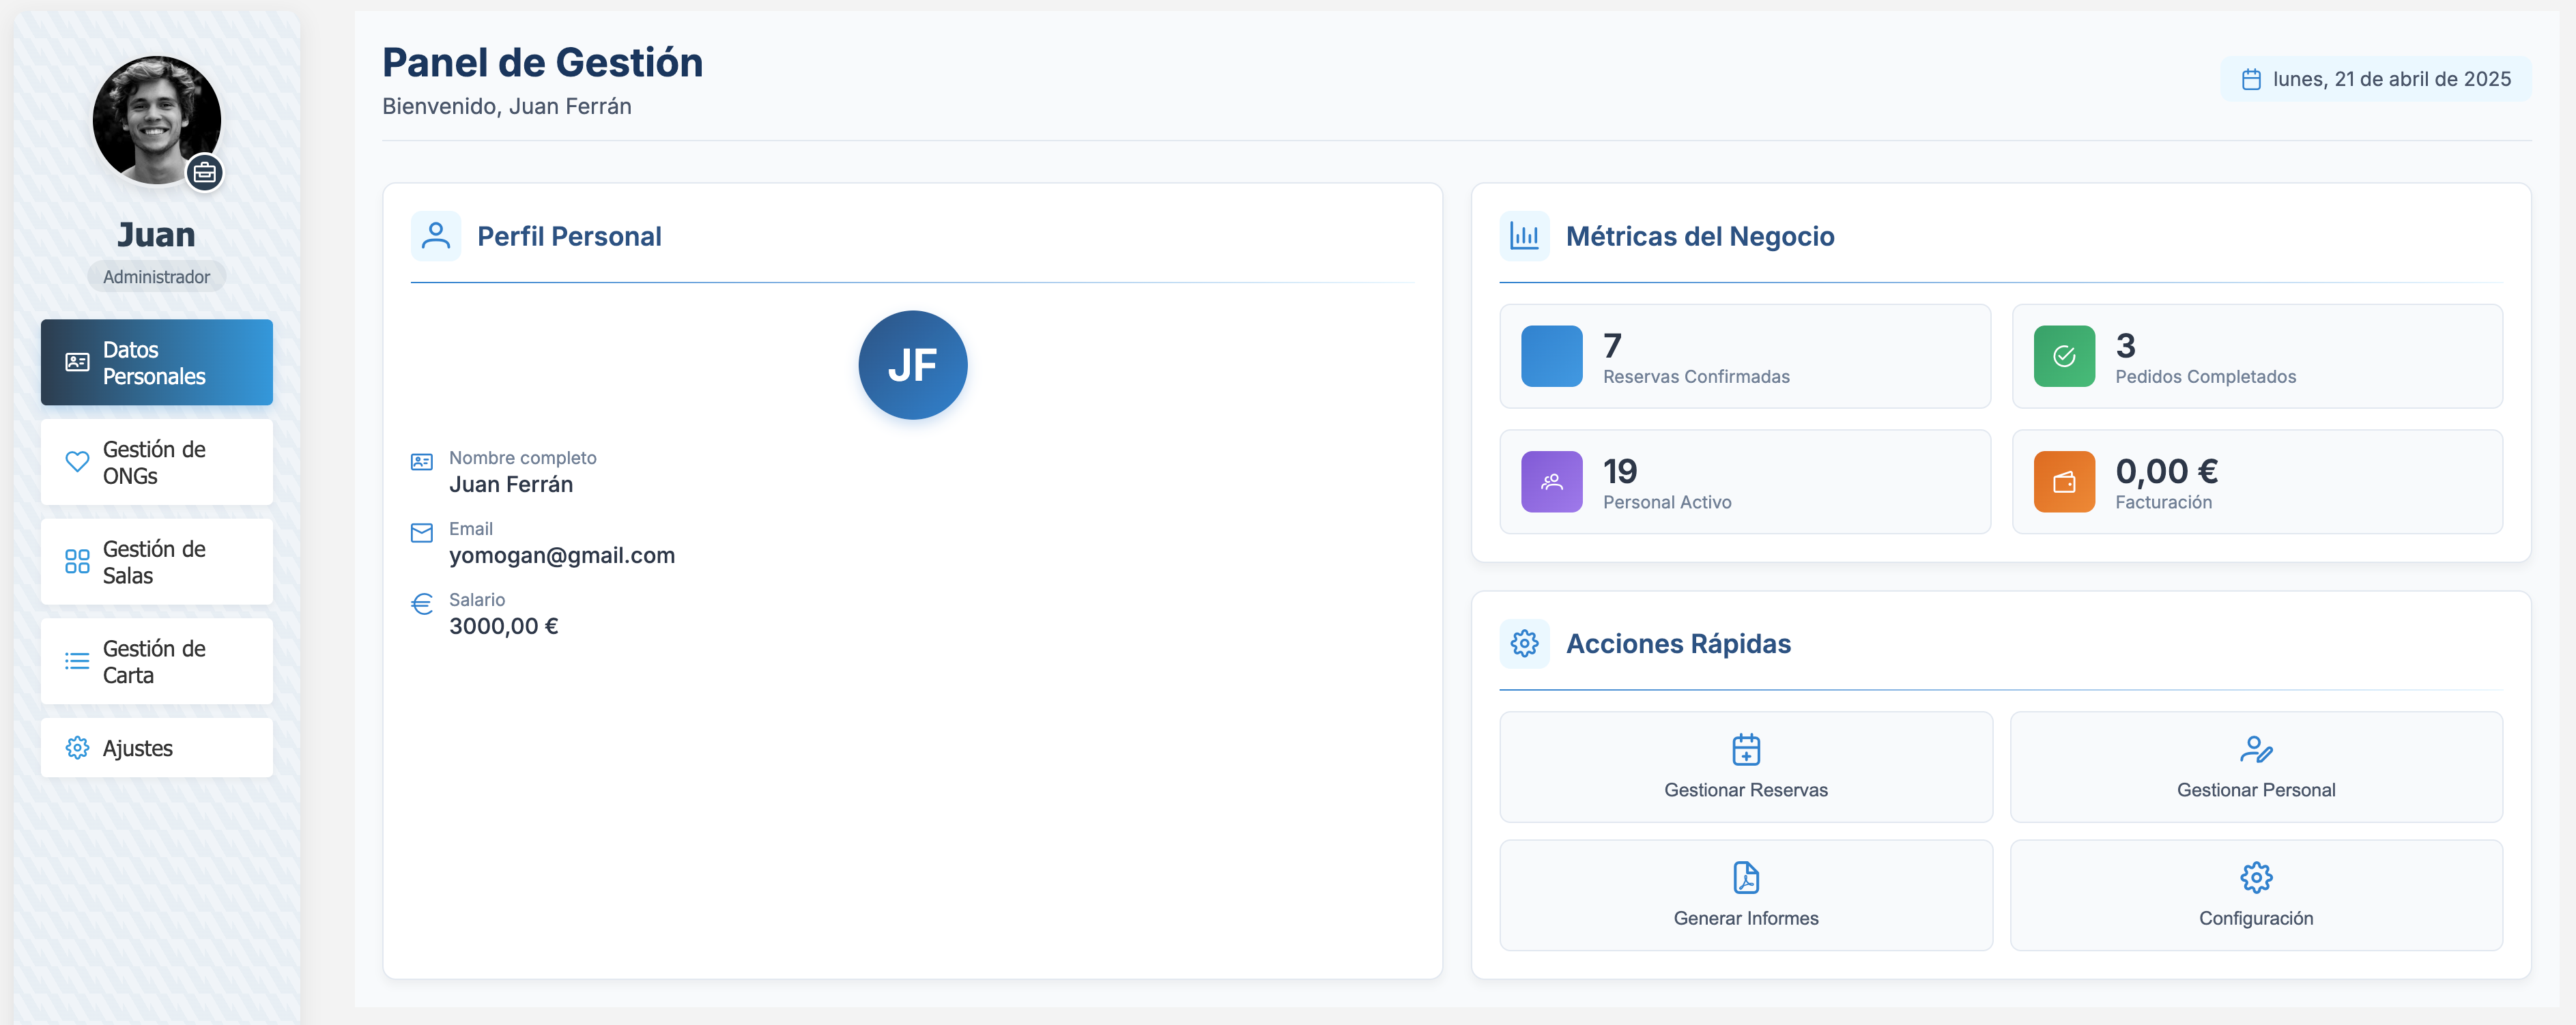 Juan
Administrador
Datos
Personales
Gestión de
ONGs
Gestión de
Salas
Gestión de
Carta
Ajustes
Panel de Gestión
Bienvenido, Juan Ferrán
lunes, 21 de abril de 2025
Perfil Personal
JF
Nombre completo
Juan Ferrán
Email
yomogan@gmail.com
Salario
3000,00 €
Métricas del Negocio
7
Reservas Confirmadas
3
Pedidos Completados
19
Personal Activo
0,00 €
Facturación
Acciones Rápidas
Gestionar Reservas
Gestionar Personal
Generar Informes
Configuración